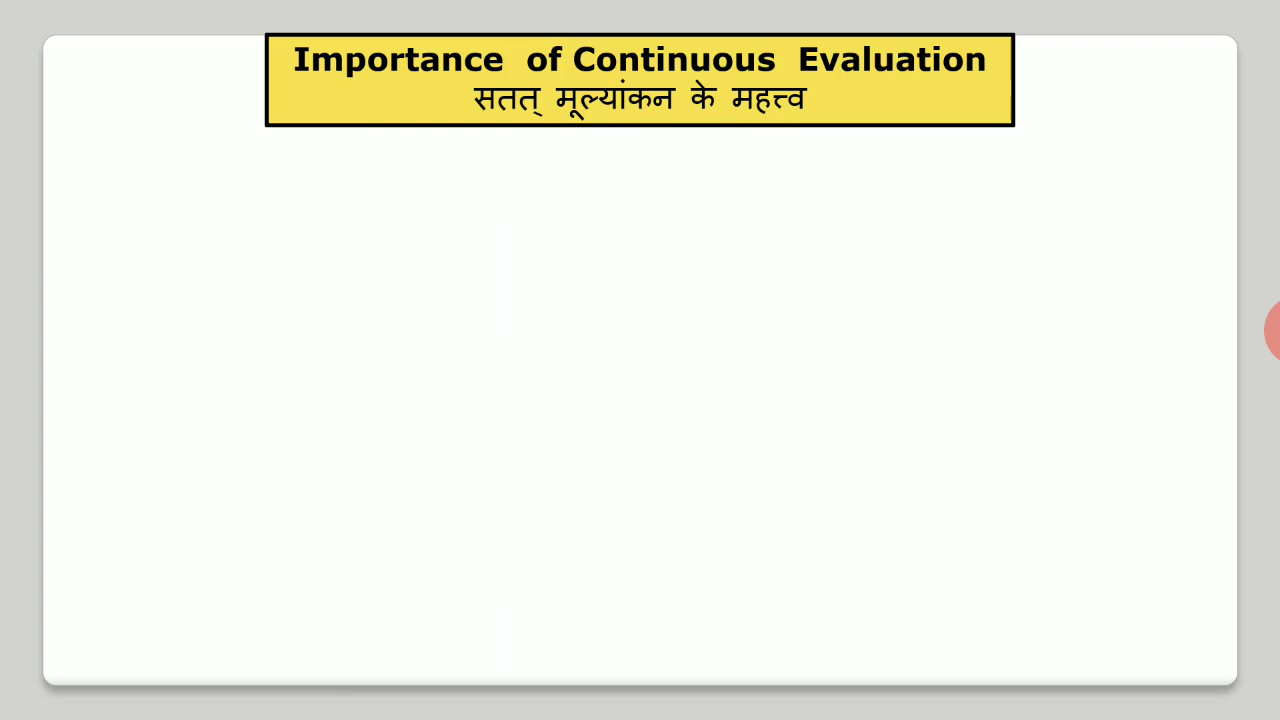 Importance of Continuous Evaluation
सतत् मूल्यांकन के महत्त्व